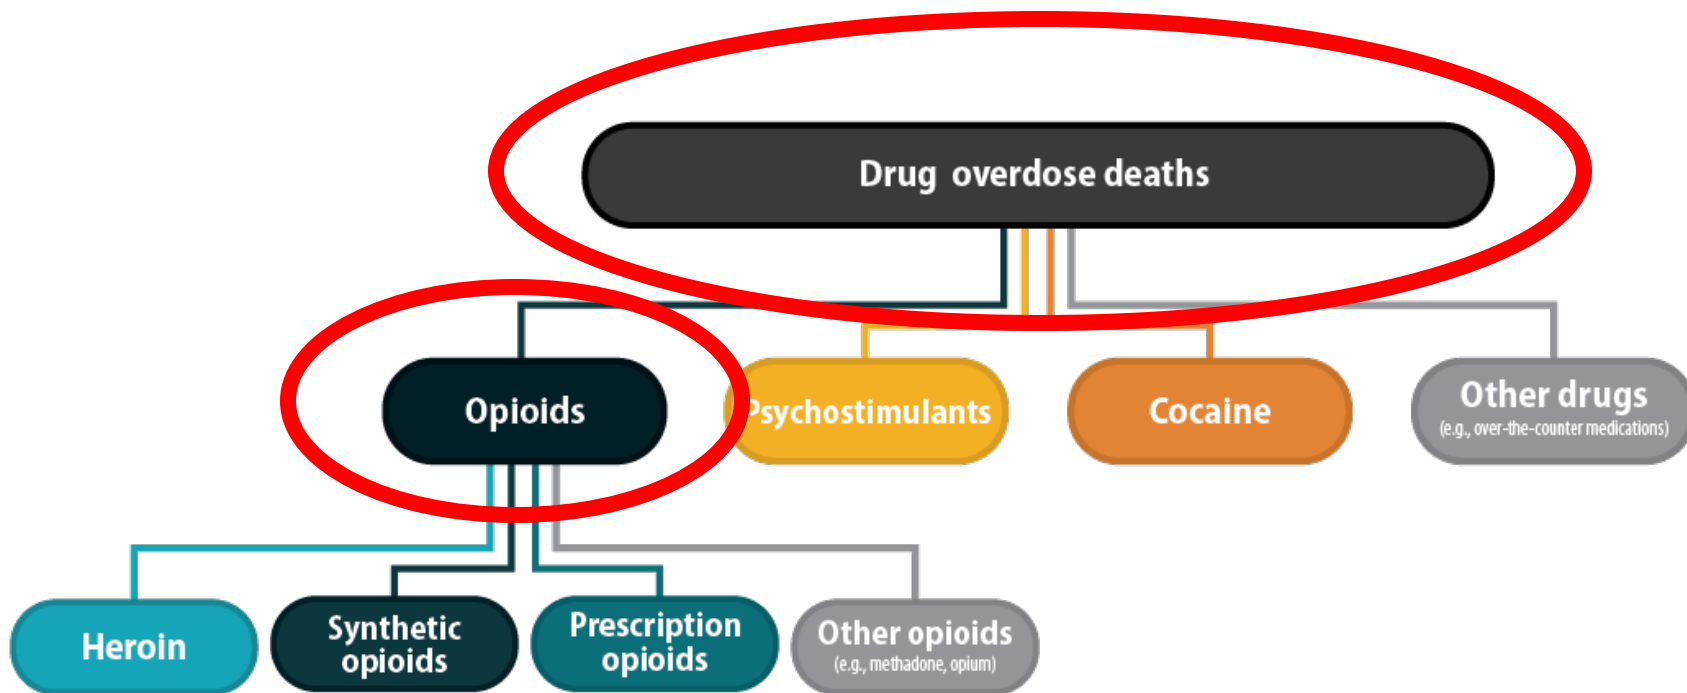 Drug overdose deaths
Opioids
Psychostimulants
Cocaine
Other drugs
(e.g., over-the-counter medications)
Heroin
Synthetic
opioids
Prescription
opioids
Other opioids
(e.g., methadone, opium)